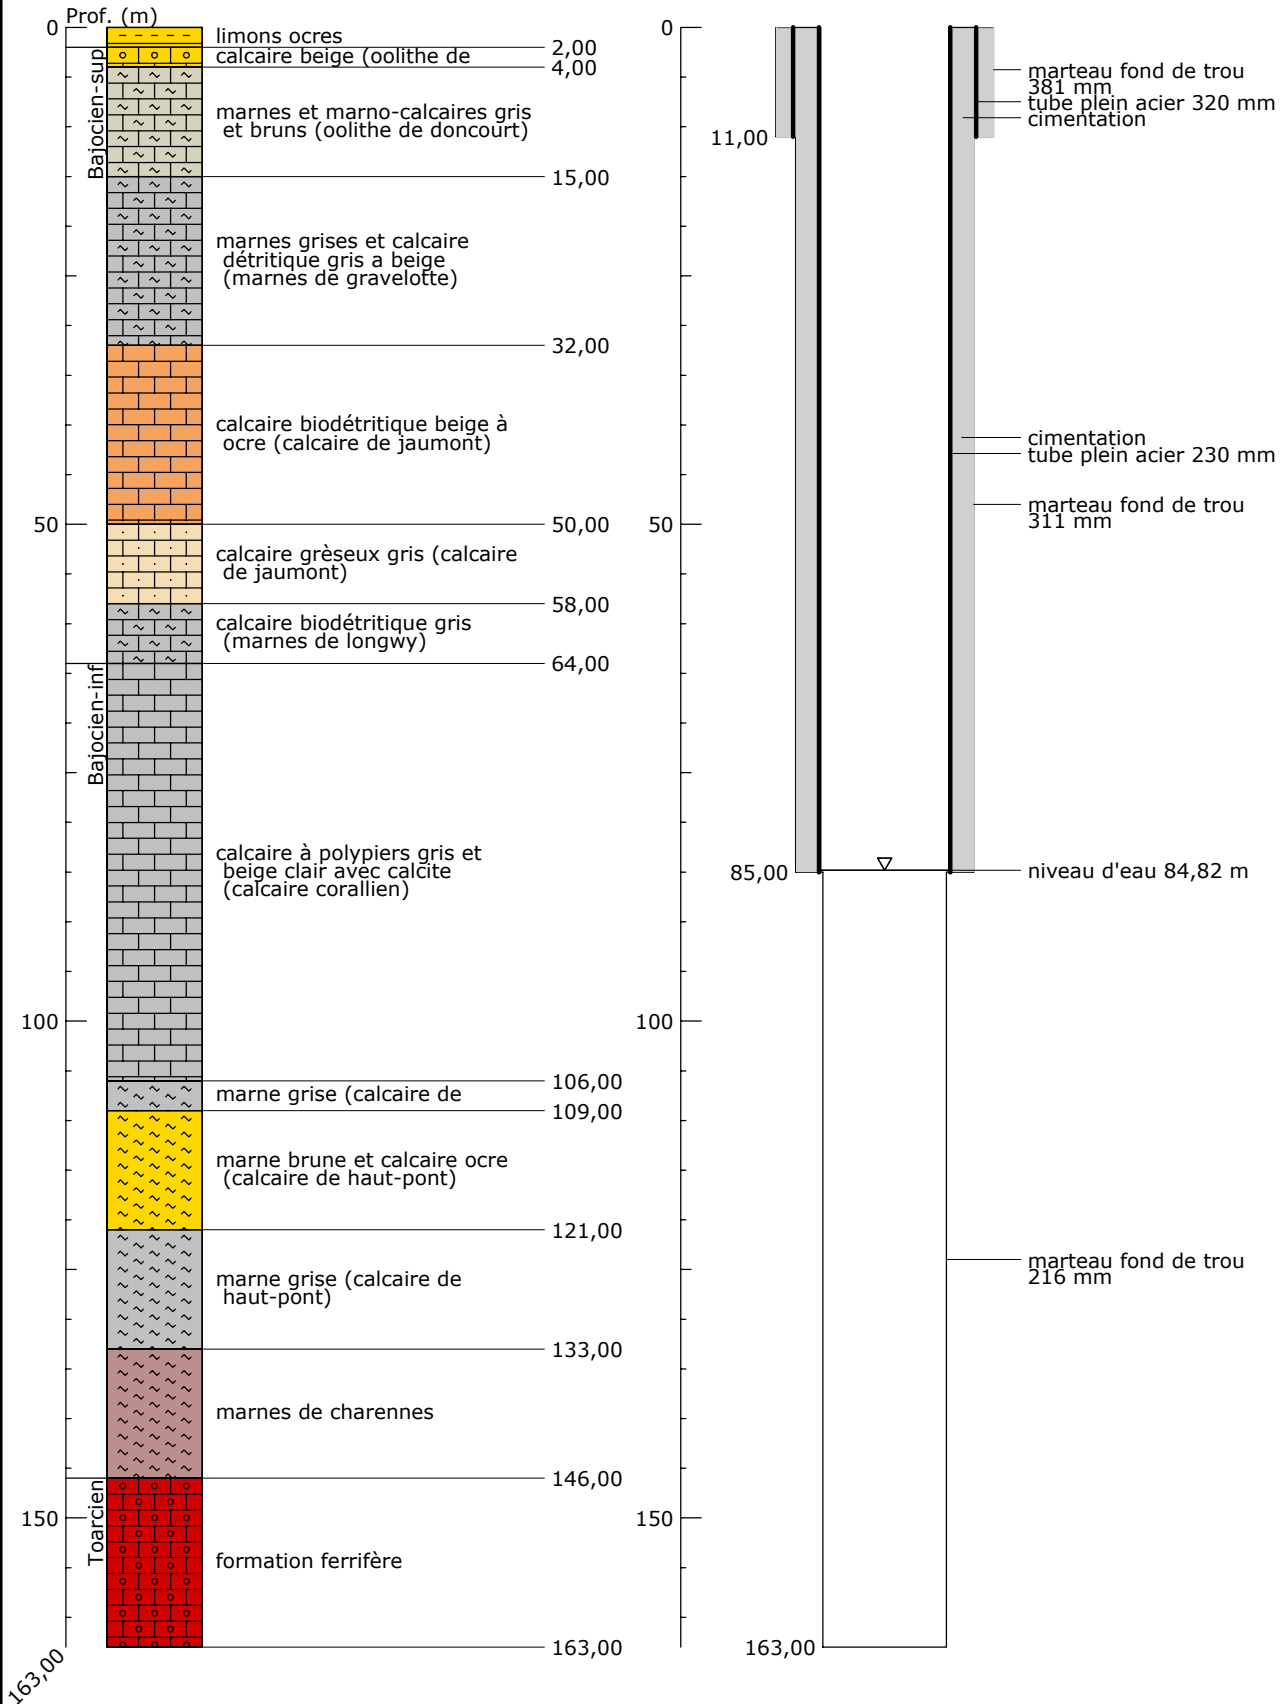 Prof. (m)
0
limons ocres
2,00
calcaire beige (oolithe de
4,00
Bajocien-sup
marnes et marno-calcaires gris
et bruns (oolithe de doncourt)
15,00
marnes grises et calcaire
détritique gris a beige
(marnes de gravelotte)
32,00
calcaire biodétritique beige à
ocre (calcaire de jaumont)
50
50,00
calcaire grèseux gris (calcaire
de jaumont)
58,00
calcaire biodétritique gris
(marnes de longwy)
64,00
Bajocien-inf
calcaire à polypiers gris et
beige clair avec calcite
(calcaire corallien)
100
106,00
marne grise (calcaire de
109,00
marne brune et calcaire ocre
(calcaire de haut-pont)
121,00
marne grise (calcaire de
haut-pont)
133,00
marnes de charennes
146,00
Toarcien
150
formation ferrifère
163,00
163,00
0
marteau fond de trou
381 mm
tube plein acier 320 mm
cimentation
11,00
cimentation
tube plein acier 230 mm
marteau fond de trou
311 mm
50
85,00
niveau d'eau 84,82 m
100
marteau fond de trou
216 mm
150
163,00